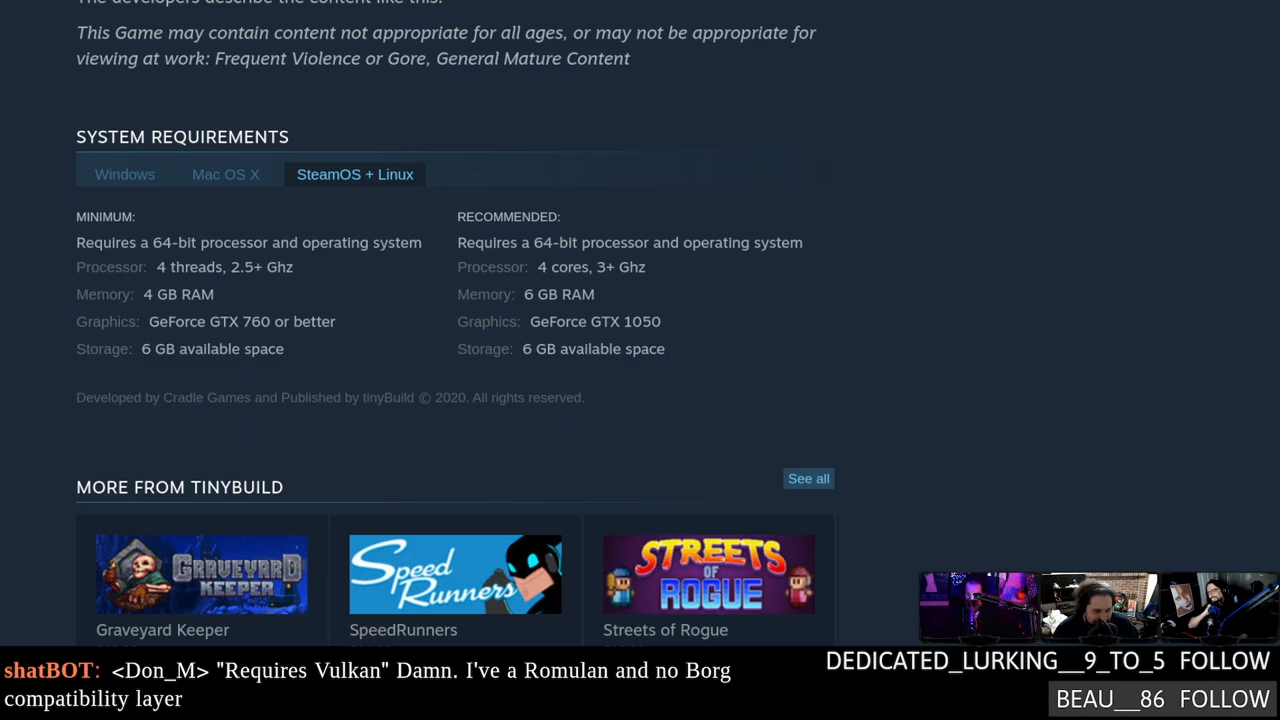 The developers describe the content like this:
This Game may contain content not appropriate for all ages, or may not be appropriate for
viewing at work: Frequent Violence or Gore, General Mature Content
SYSTEM REQUIREMENTS
Windows Mac OS X SteamOS + Linux
MINIMUM:
Requires a 64-bit processor and operating system
Processor: 4 threads, 2.5+ Ghz
Memory: 4 GB RAM
Graphics: GeForce GTX 760 or better
Storage: 6 GB available space
RECOMMENDED:
Requires a 64-bit processor and operating system
Processor: 4 cores, 3+ Ghz
Memory: 6 GB RAM
Graphics: GeForce GTX 1050
Storage: 6 GB available space
Developed by Cradle Games and Published by tinyBuild © 2020. All rights reserved.
MORE FROM TINYBUILD
See all
GRAVEYARD
KEEPER
Speed
Runners
STREETS
OF
ROGUE
Graveyard Keeper
SpeedRunners
Streets of Rogue
shatBOT: <Don_M> "Requires Vulkan" Damn. I've a Romulan and no Borg
compatibility layer
DEDICATED_LURKING__9_TO_5 FOLLOW
BEAU__86 FOLLOW